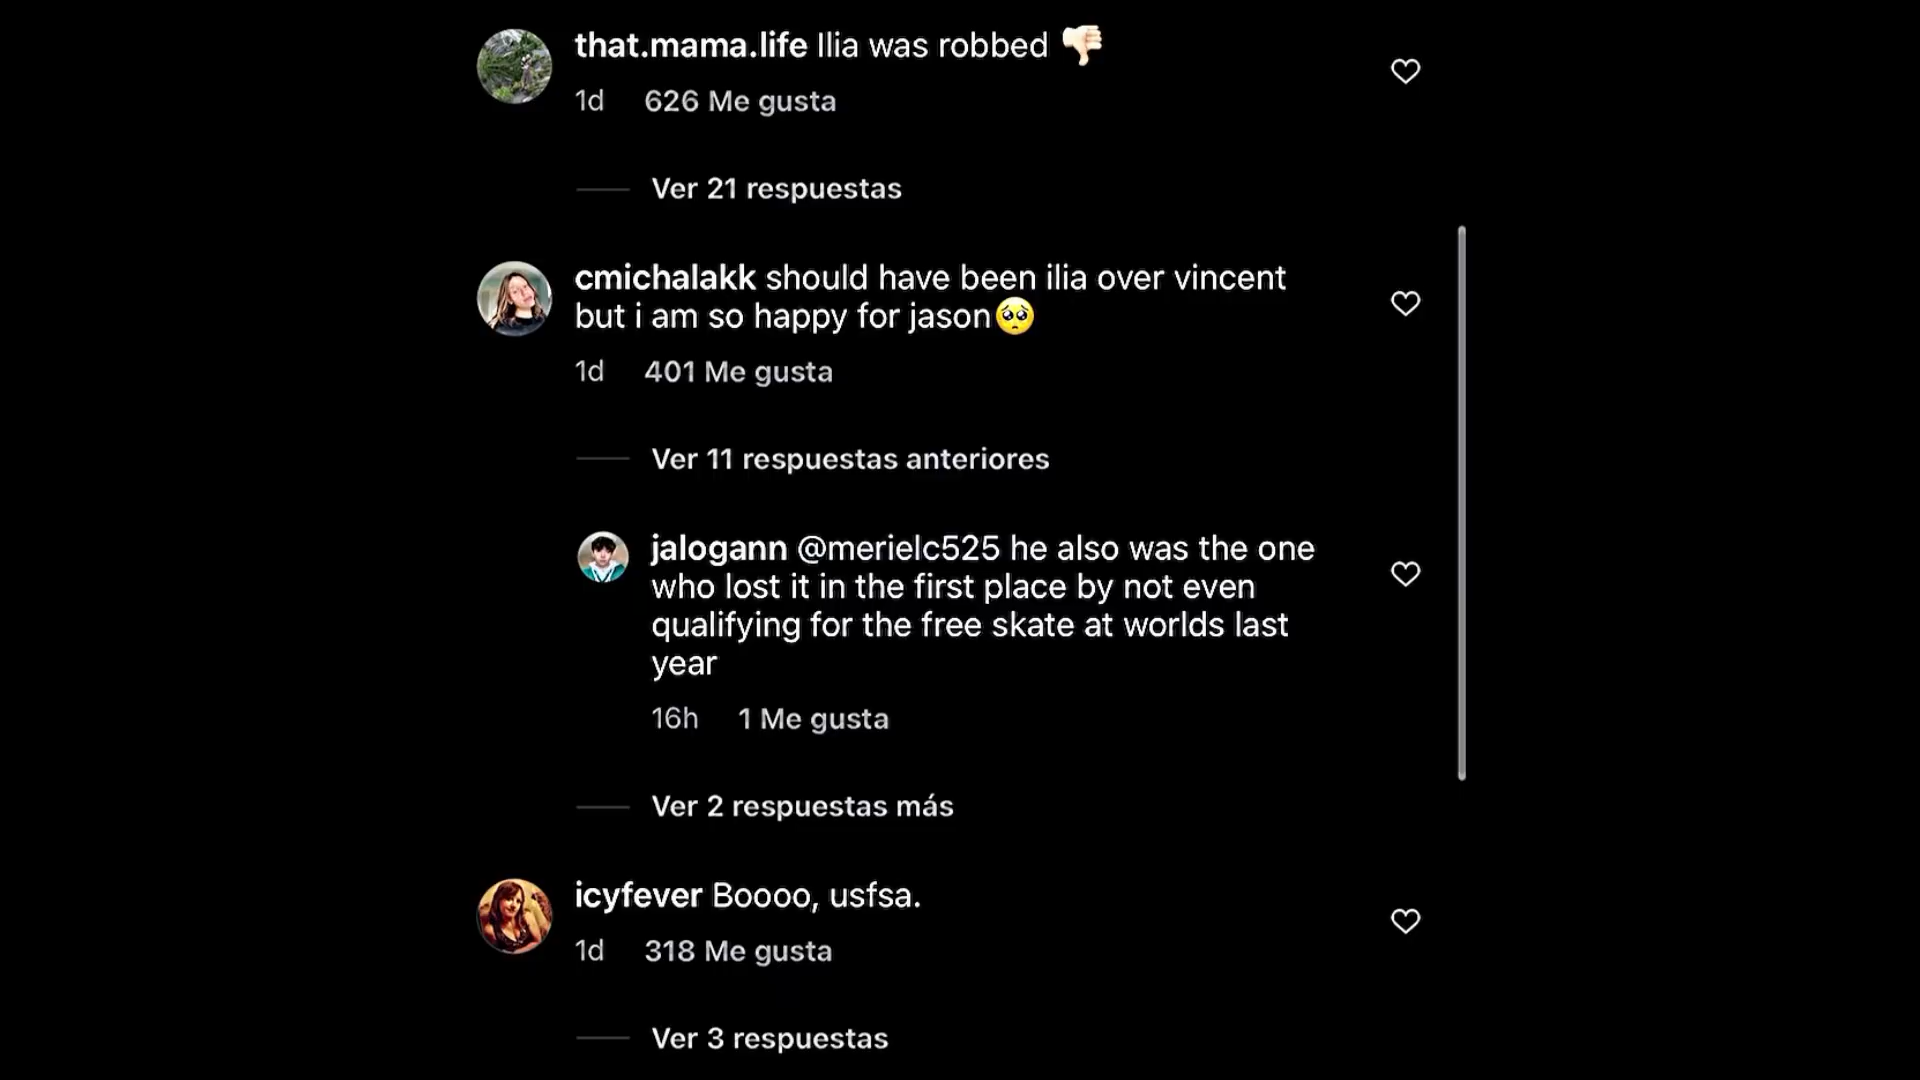 that.mama.life Ilia was robbed 👎🏻
1d 626 Me gusta
Ver 21 respuestas
cmichalakk should have been ilia over vincent
but i am so happy for jason🥺
1d 401 Me gusta
Ver 11 respuestas anteriores
jalogann @merielc525 he also was the one
who lost it in the first place by not even
qualifying for the free skate at worlds last
year
16h 1 Me gusta
Ver 2 respuestas más
icyfever Boooo, usfsa.
1d 318 Me gusta
Ver 3 respuestas